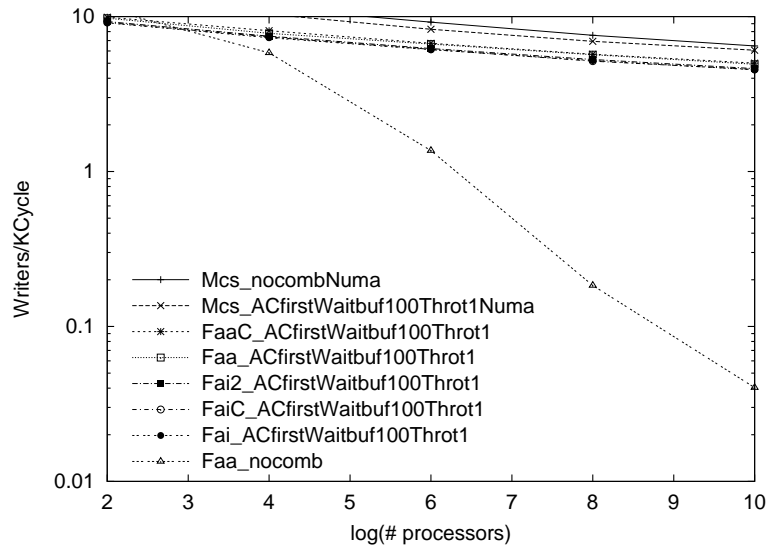 10
1
0.1
0.01
Writers/KCycle
Mcs_nocombNuma
Mcs_ACfirstWaitbuf100Throt1Numa
FaaC_ACfirstWaitbuf100Throt1
Faa_ACfirstWaitbuf100Throt1
Fai2_ACfirstWaitbuf100Throt1
FaiC_ACfirstWaitbuf100Throt1
Fai_ACfirstWaitbuf100Throt1
Faa_nocomb
2 3 4 5 6 7 8 9 10
log(# processors)